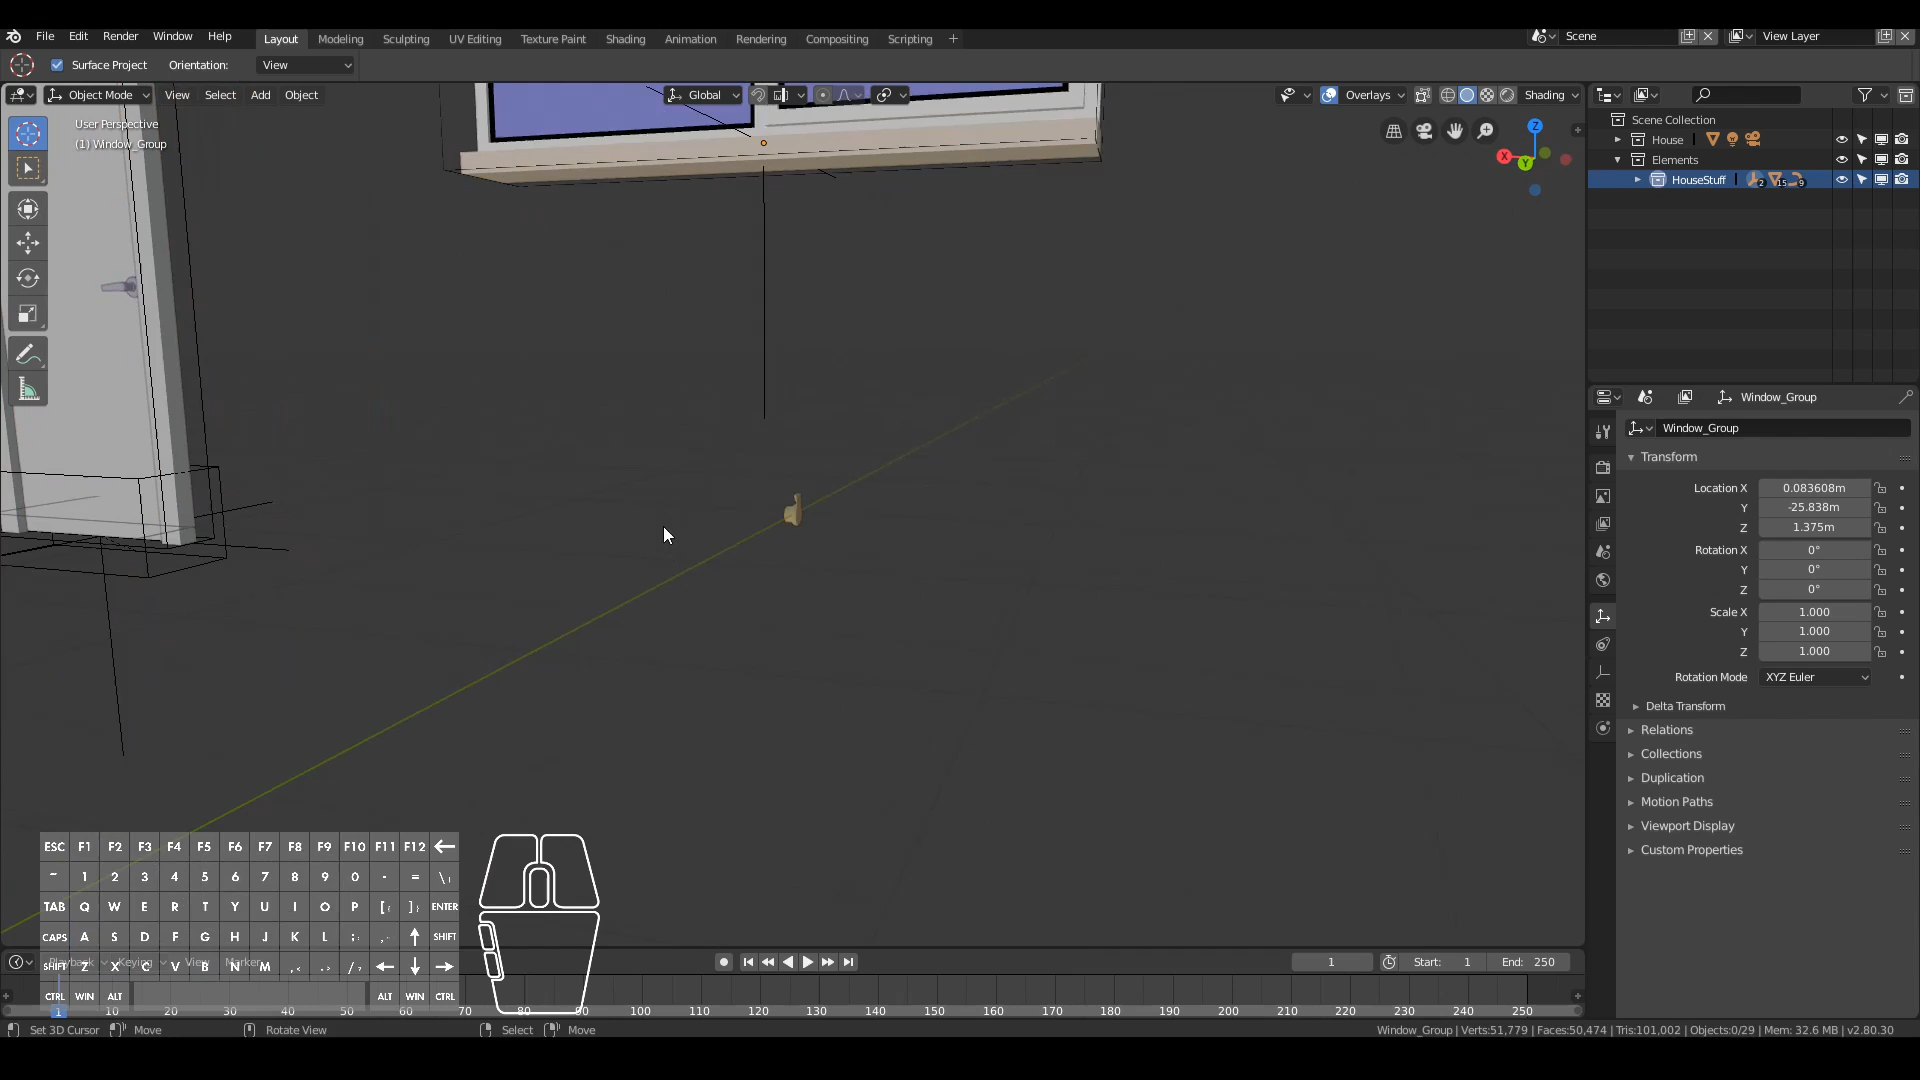 File Edit Render Window Help Layout Modeling Sculpting UV Editing Texture Paint Shading Animation Rendering Compositing Scripting + Scene View Layer
Surface Project Orientation: View
Object Mode View Select Add Object Global Overlays Shading
User Perspective
(1) Window_Group
Z
X
Y
Scene Collection
House
Elements
HouseStuff 2 15 9
Window_Group
Window_Group
Transform
Location X 0.083608m
Y -25.838m
Z 1.375m
Rotation X 0°
Y 0°
Z 0°
Scale X 1.000
Y 1.000
Z 1.000
Rotation Mode XYZ Euler
Delta Transform
Relations
Collections
Duplication
Motion Paths
Viewport Display
Custom Properties
ESC F1 F2 F3 F4 F5 F6 F7 F8 F9 F10 F11 F12 ←
~ 1 2 3 4 5 6 7 8 9 0 - = \|
TAB Q W E R T Y U I O P [{ ]} ENTER
CAPS A S D F G H J K L ;: ," ↑ SHIFT
SHIFT Z X C V B N M ,< .> /? ← ↓ →
CTRL WIN ALT ALT WIN CTRL
Playback Keying View Marker 1 Start: 1 End: 250
1 10 20 30 40 50 60 70 80 90 100 110 120 130 140 150 160 170 180 190 200 210 220 230 240 250
Set 3D Cursor Move Rotate View Select Move Window_Group | Verts:51,779 | Faces:50,474 | Tris:101,002 | Objects:0/29 | Mem: 32.6 MB | v2.80.30